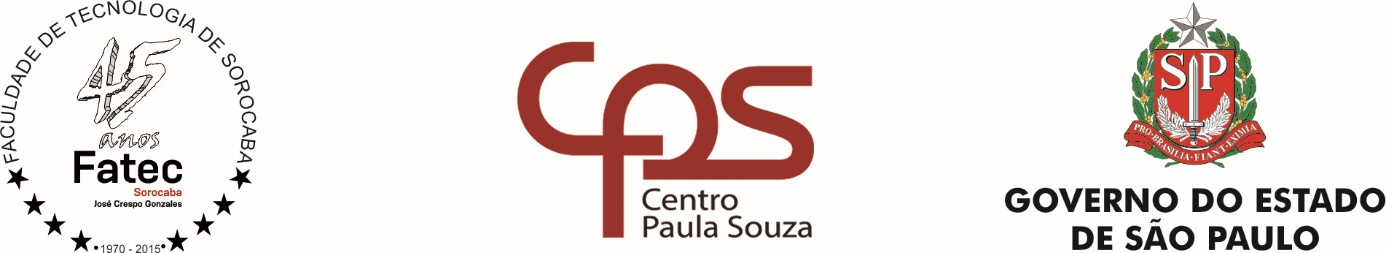 FACULDADE DE TECNOLOGIA DE SOROCABA
45
anos
Fatec
Sorocaba
José Crespo Gonzales
1970 - 2015
cps
Centro
Paula Souza
SP
PRO·BRASILIA·FIANT·EXIMIA
GOVERNO DO ESTADO
DE SÃO PAULO